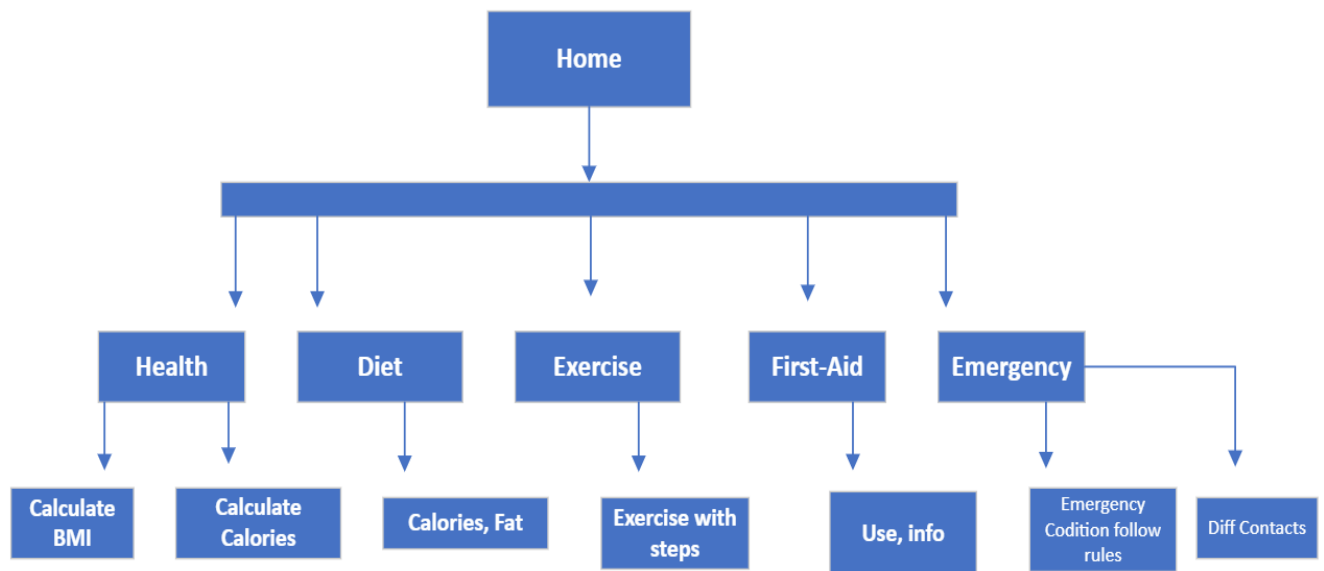 Home
Health
Diet
Exercise
First-Aid
Emergency
Calculate
BMI
Calculate
Calories
Calories, Fat
Exercise with
steps
Use, info
Emergency
Codition follow
rules
Diff Contacts